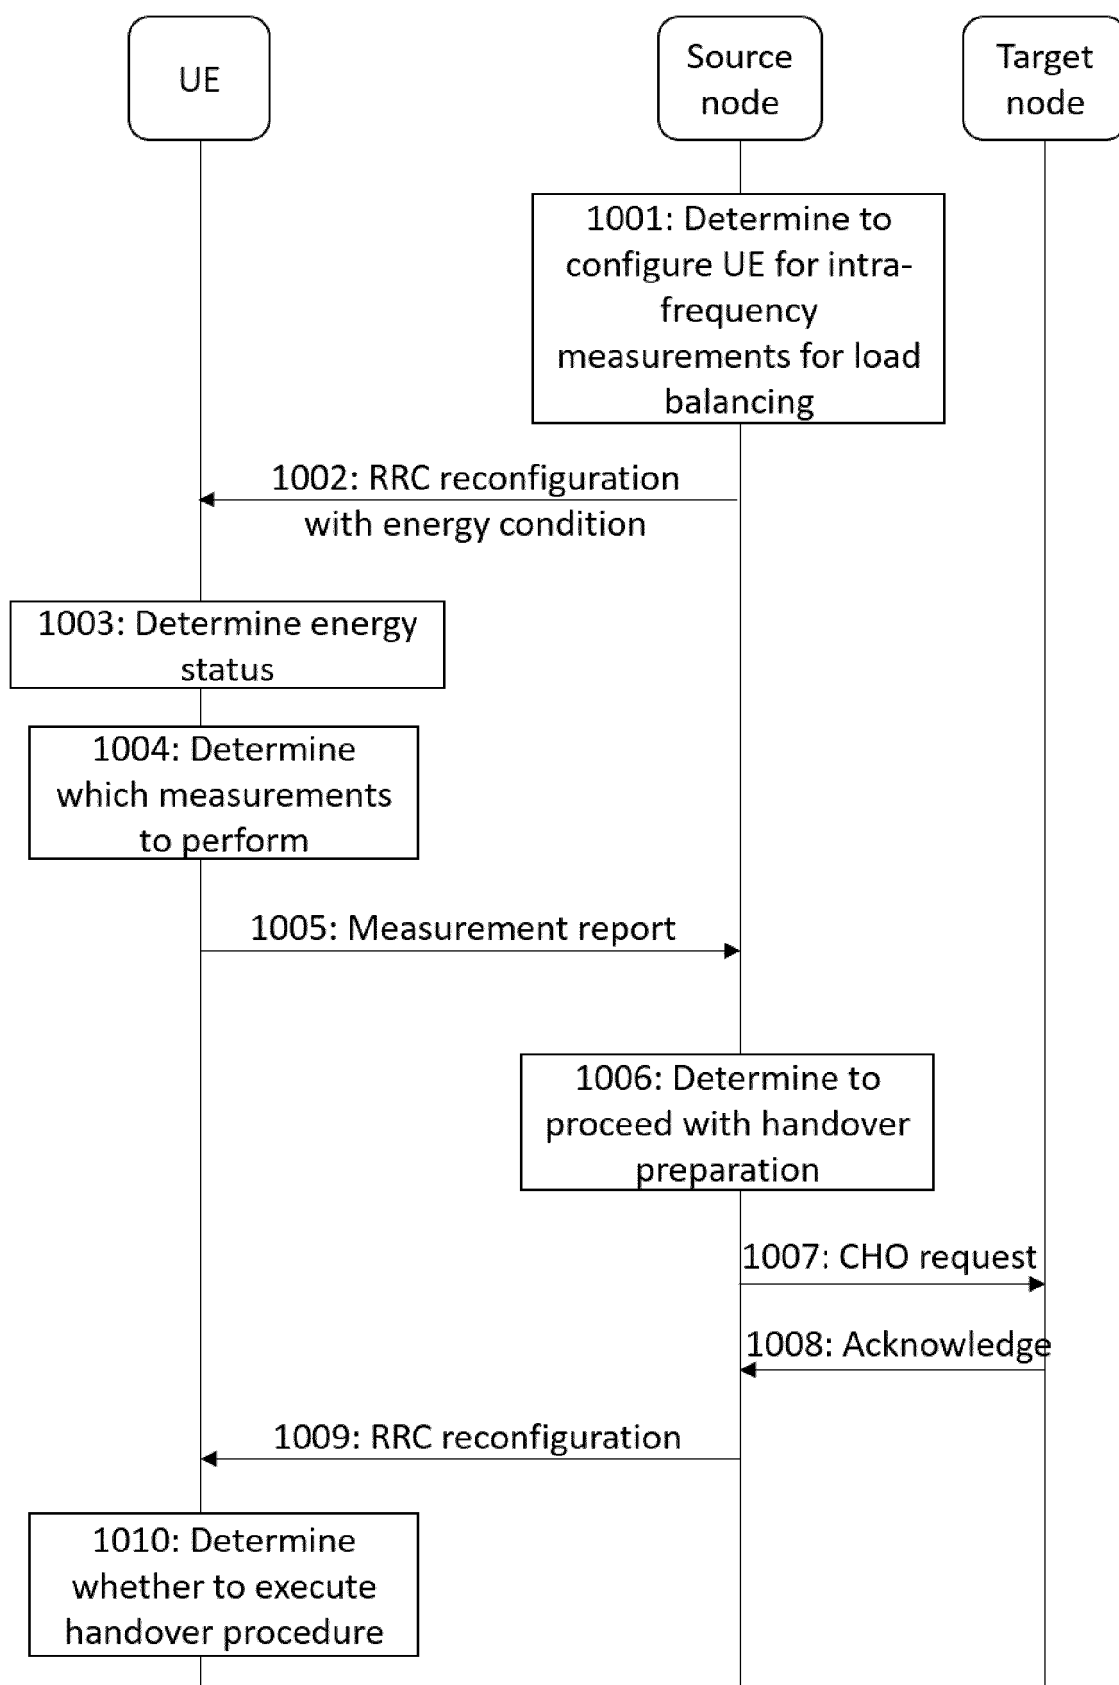 UE
Source
node
Target
node
1001: Determine to
configure UE for intra-
frequency
measurements for load
balancing
1002: RRC reconfiguration
with energy condition
1003: Determine energy
status
1004: Determine
which measurements
to perform
1005: Measurement report
1006: Determine to
proceed with handover
preparation
1007: CHO request
1008: Acknowledge
1009: RRC reconfiguration
1010: Determine
whether to execute
handover procedure